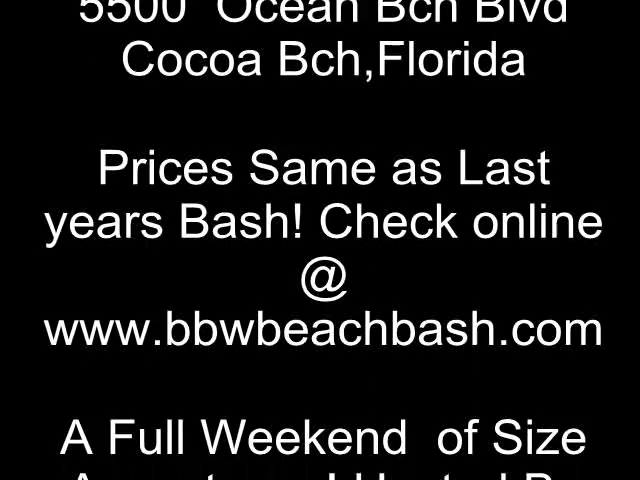 5500 Ocean Bch Blvd
Cocoa Bch,Florida
Prices Same as Last
years Bash! Check online
@
www.bbwbeachbash.com
A Full Weekend of Size